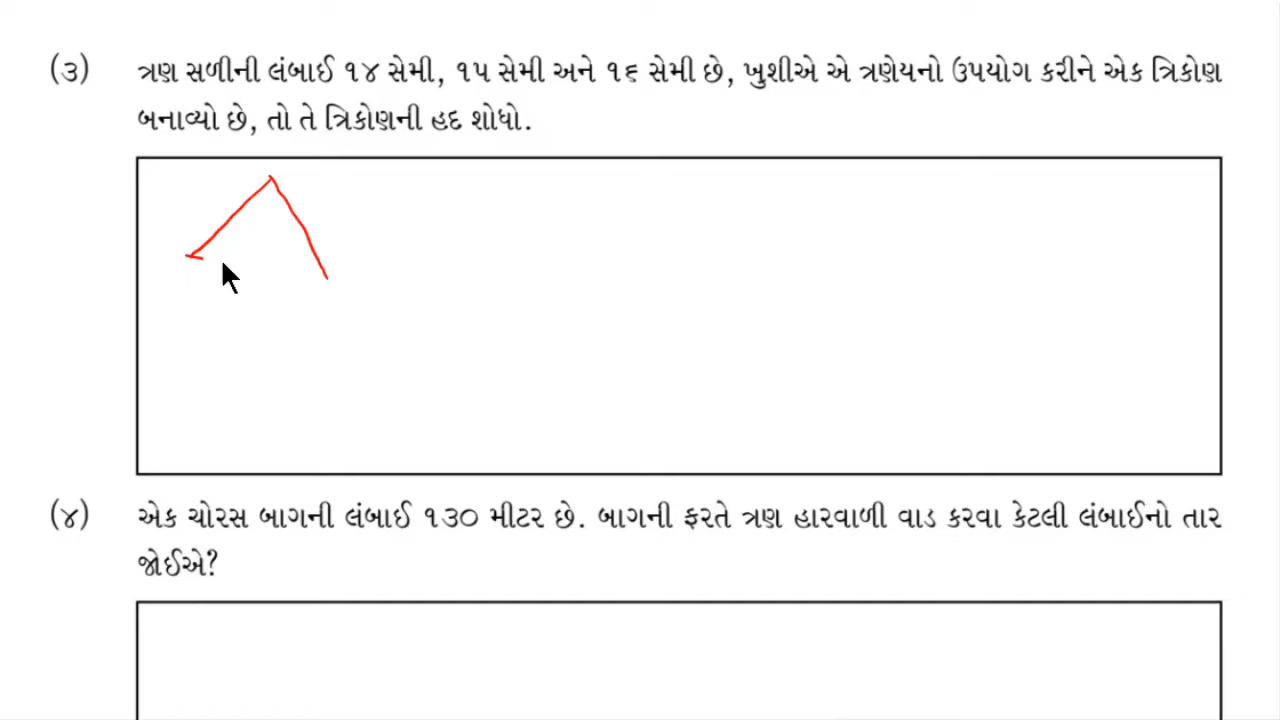 (૩) ત્રણ સળીની લંબાઈ ૧૪ સેમી, ૧૫ સેમી અને ૧૬ સેમી છે, ખુશીએ એ ત્રણેયનો ઉપયોગ કરીને એક ત્રિકોણ
બનાવ્યો છે, તો તે ત્રિકોણની હદ શોધો.
(૪) એક ચોરસ બાગની લંબાઈ ૧૩૦ મીટર છે. બાગની ફરતે ત્રણ હારવાળી વાડ કરવા કેટલી લંબાઈનો તાર
જોઈએ?